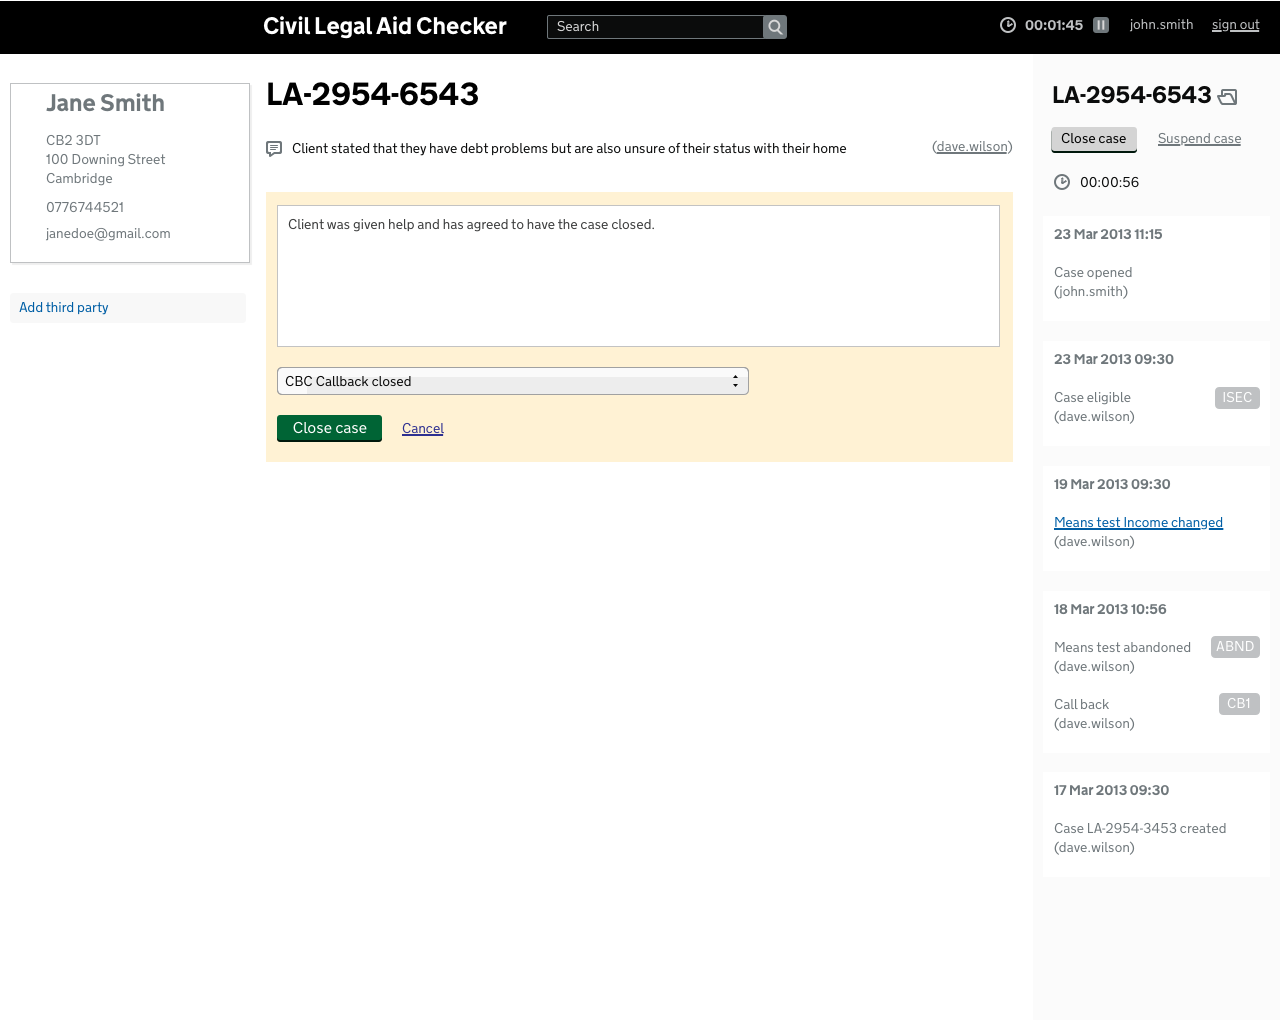 Civil Legal Aid Checker
Search
00:01:45
john.smith
sign out
Jane Smith
CB2 3DT
100 Downing Street
Cambridge
0776744521
janedoe@gmail.com
Add third party
LA-2954-6543
Client stated that they have debt problems but are also unsure of their status with their home
(dave.wilson)
Client was given help and has agreed to have the case closed.
CBC Callback closed
Close case
Cancel
LA-2954-6543
Close case
Suspend case
00:00:56
23 Mar 2013 11:15
Case opened
(john.smith)
23 Mar 2013 09:30
Case eligible
ISEC
(dave.wilson)
19 Mar 2013 09:30
Means test Income changed
(dave.wilson)
18 Mar 2013 10:56
Means test abandoned
ABND
(dave.wilson)
Call back
CB1
(dave.wilson)
17 Mar 2013 09:30
Case LA-2954-3453 created
(dave.wilson)